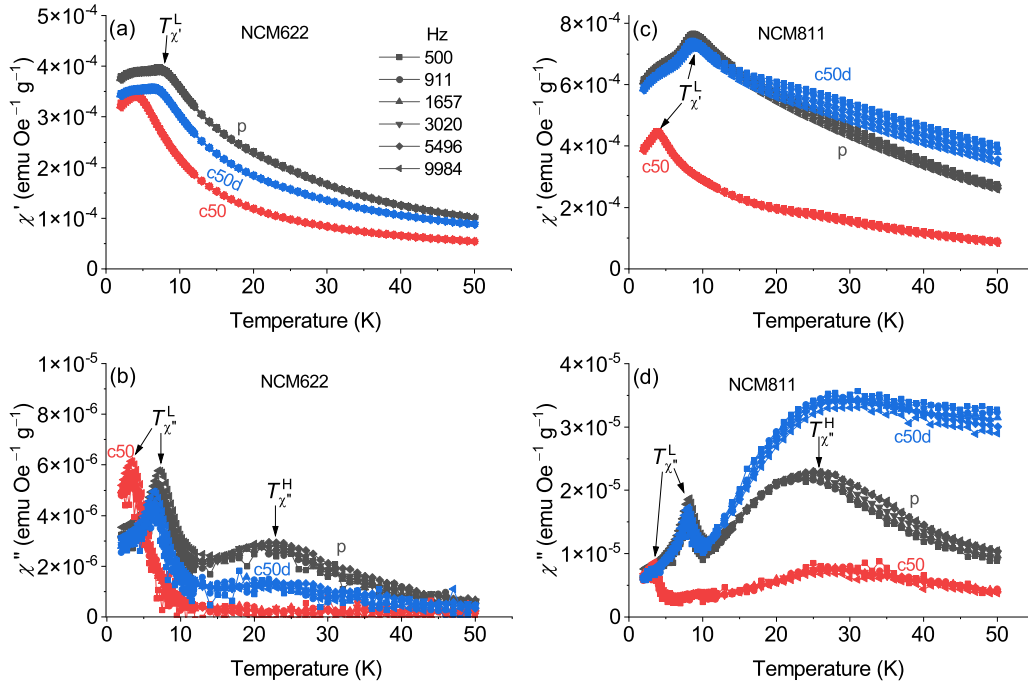 (a)
NCM622
T^L_χ'
Hz
500
911
1657
3020
5496
9984
p
c50d
c50
5×10⁻⁴
4×10⁻⁴
3×10⁻⁴
2×10⁻⁴
1×10⁻⁴
0
χ' (emu Oe⁻¹ g⁻¹)
0 10 20 30 40 50
Temperature (K)
(c)
NCM811
T^L_χ'
c50d
p
c50
8×10⁻⁴
6×10⁻⁴
4×10⁻⁴
2×10⁻⁴
0
χ' (emu Oe⁻¹ g⁻¹)
0 10 20 30 40 50
Temperature (K)
(b)
NCM622
c50
T^L_χ"
T^H_χ"
p
c50d
1×10⁻⁵
8×10⁻⁶
6×10⁻⁶
4×10⁻⁶
2×10⁻⁶
0
χ" (emu Oe⁻¹ g⁻¹)
0 10 20 30 40 50
Temperature (K)
(d)
NCM811
T^L_χ"
T^H_χ"
c50d
p
c50
4×10⁻⁵
3×10⁻⁵
2×10⁻⁵
1×10⁻⁵
0
χ" (emu Oe⁻¹ g⁻¹)
0 10 20 30 40 50
Temperature (K)